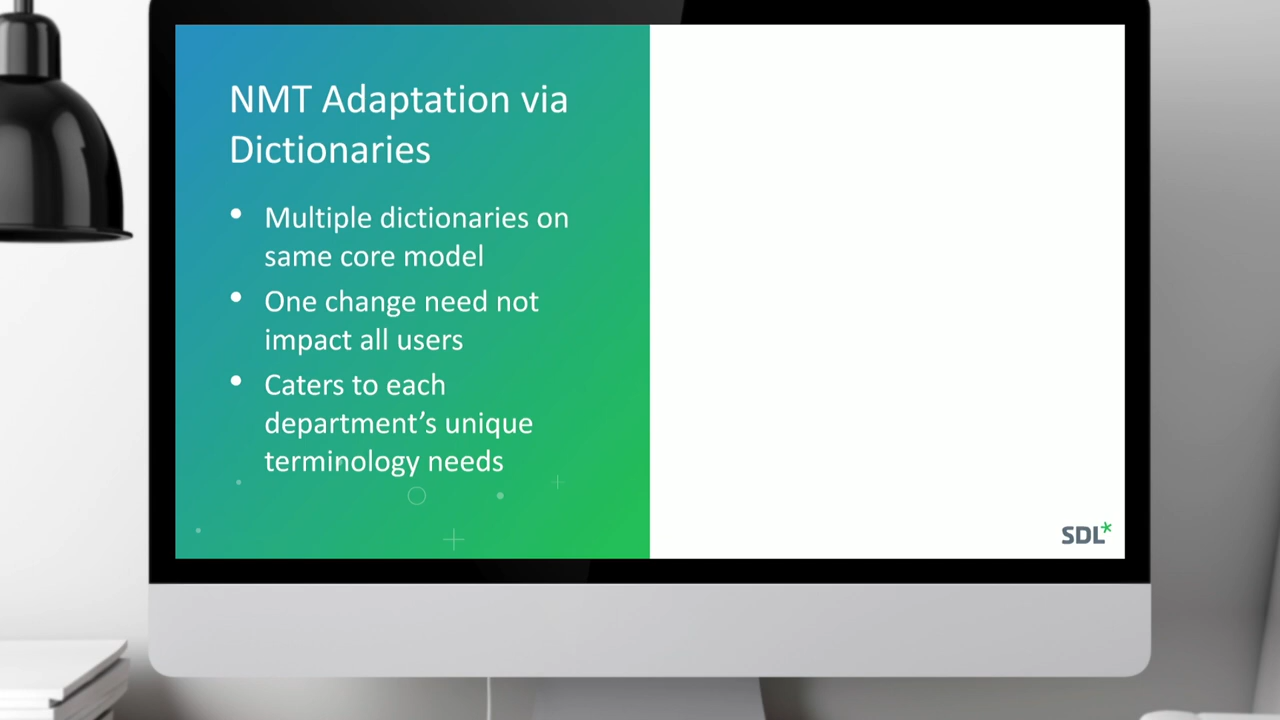 NMT Adaptation via
Dictionaries
• Multiple dictionaries on
same core model
• One change need not
impact all users
• Caters to each
department’s unique
terminology needs
SDL*